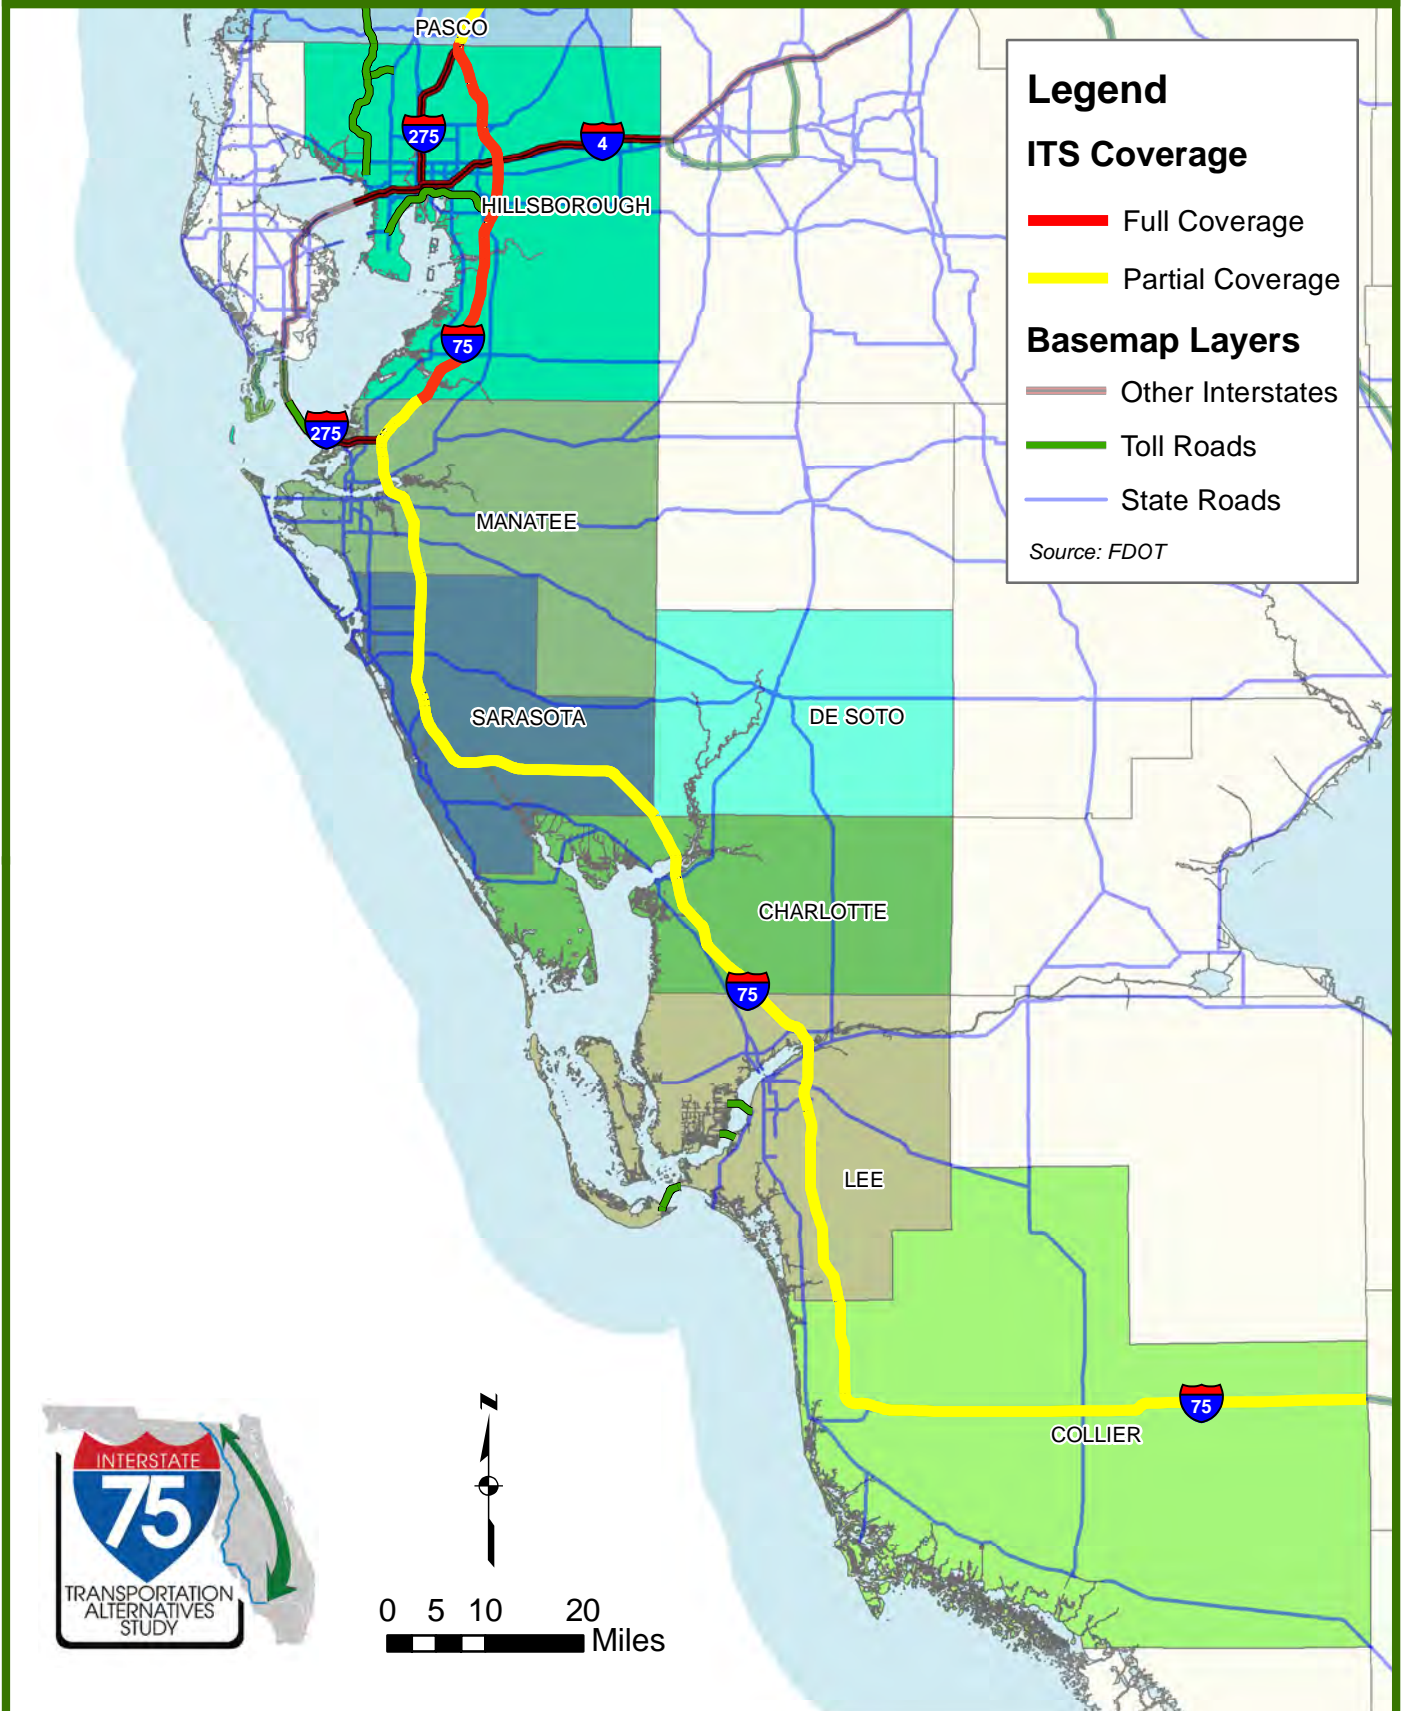 PASCO
275
4
HILLSBOROUGH
75
275
MANATEE
SARASOTA
DE SOTO
CHARLOTTE
75
LEE
75
COLLIER
Legend
ITS Coverage
Full Coverage
Partial Coverage
Basemap Layers
Other Interstates
Toll Roads
State Roads
Source: FDOT
INTERSTATE
75
TRANSPORTATION
ALTERNATIVES
STUDY
N
0 5 10 20
Miles